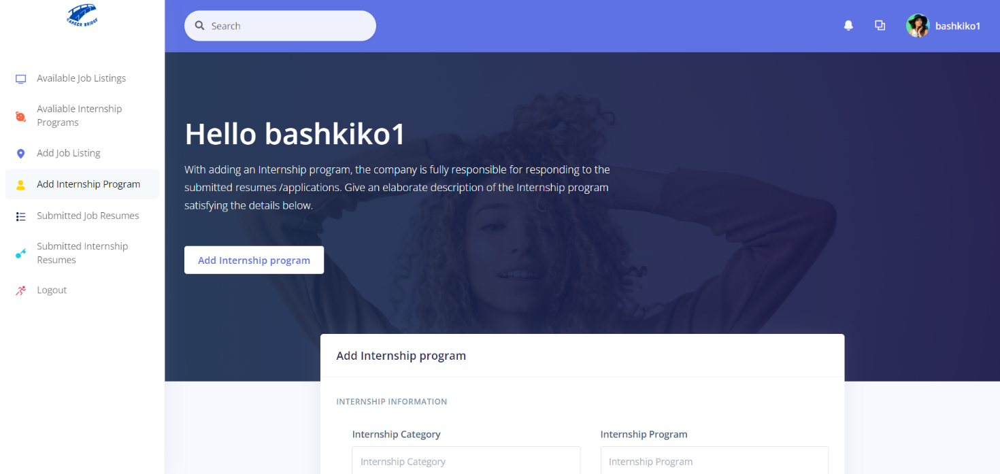 CAREER BRIDGE
Search
bashkiko1
Available Job Listings
Avaliable Internship
Programs
Add Job Listing
Add Internship Program
Submitted Job Resumes
Submitted Internship
Resumes
Logout
Hello bashkiko1
With adding an Internship program, the company is fully responsible for responding to the
submitted resumes /applications. Give an elaborate description of the Internship program
satisfying the details below.
Add Internship program
Add Internship program
INTERNSHIP INFORMATION
Internship Category
Internship Program
Internship Category
Internship Program